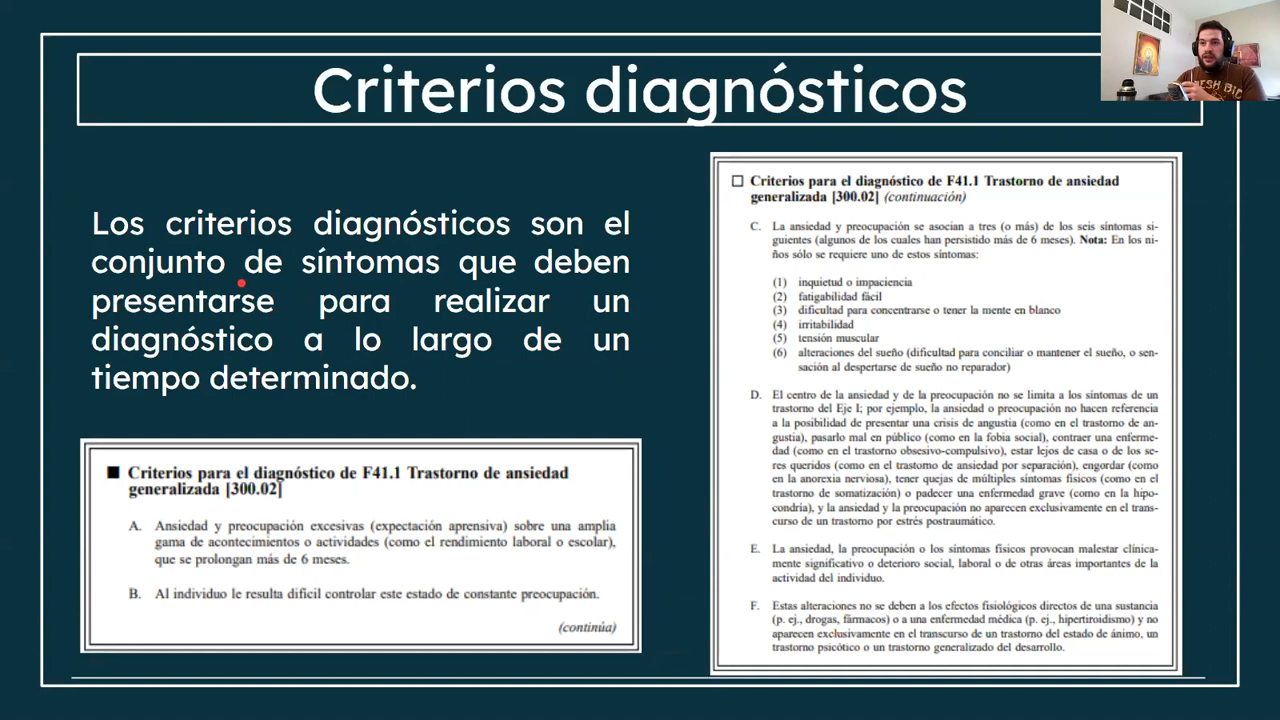 Criterios diagnósticos
Los criterios diagnósticos son el
conjunto de síntomas que deben
presentarse para realizar un
diagnóstico a lo largo de un
tiempo determinado.
■ Criterios para el diagnóstico de F41.1 Trastorno de ansiedad
generalizada [300.02]
A. Ansiedad y preocupación excesivas (expectación aprensiva) sobre una amplia
gama de acontecimientos o actividades (como el rendimiento laboral o escolar),
que se prolongan más de 6 meses.
B. Al individuo le resulta difícil controlar este estado de constante preocupación.
(continúa)
□ Criterios para el diagnóstico de F41.1 Trastorno de ansiedad
generalizada [300.02] (continuación)
C. La ansiedad y preocupación se asocian a tres (o más) de los seis síntomas si-
guientes (algunos de los cuales han persistido más de 6 meses). Nota: En los ni-
ños sólo se requiere uno de estos síntomas:
(1) inquietud o impaciencia
(2) fatigabilidad fácil
(3) dificultad para concentrarse o tener la mente en blanco
(4) irritabilidad
(5) tensión muscular
(6) alteraciones del sueño (dificultad para conciliar o mantener el sueño, o sen-
sación al despertarse de sueño no reparador)
D. El centro de la ansiedad y de la preocupación no se limita a los síntomas de un
trastorno del Eje I; por ejemplo, la ansiedad o preocupación no hacen referencia
a la posibilidad de presentar una crisis de angustia (como en el trastorno de an-
gustia), pasarlo mal en público (como en la fobia social), contraer una enferme-
dad (como en el trastorno obsesivo-compulsivo), estar lejos de casa o de los se-
res queridos (como en el trastorno de ansiedad por separación), engordar (como
en la anorexia nerviosa), tener quejas de múltiples síntomas físicos (como en el
trastorno de somatización) o padecer una enfermedad grave (como en la hipo-
condría), y la ansiedad y la preocupación no aparecen exclusivamente en el trans-
curso de un trastorno por estrés postraumático.
E. La ansiedad, la preocupación o los síntomas físicos provocan malestar clínica-
mente significativo o deterioro social, laboral o de otras áreas importantes de la
actividad del individuo.
F. Estas alteraciones no se deben a los efectos fisiológicos directos de una sustancia
(p. ej., drogas, fármacos) o a una enfermedad médica (p. ej., hipertiroidismo) y no
aparecen exclusivamente en el transcurso de un trastorno del estado de ánimo, un
trastorno psicótico o un trastorno generalizado del desarrollo.